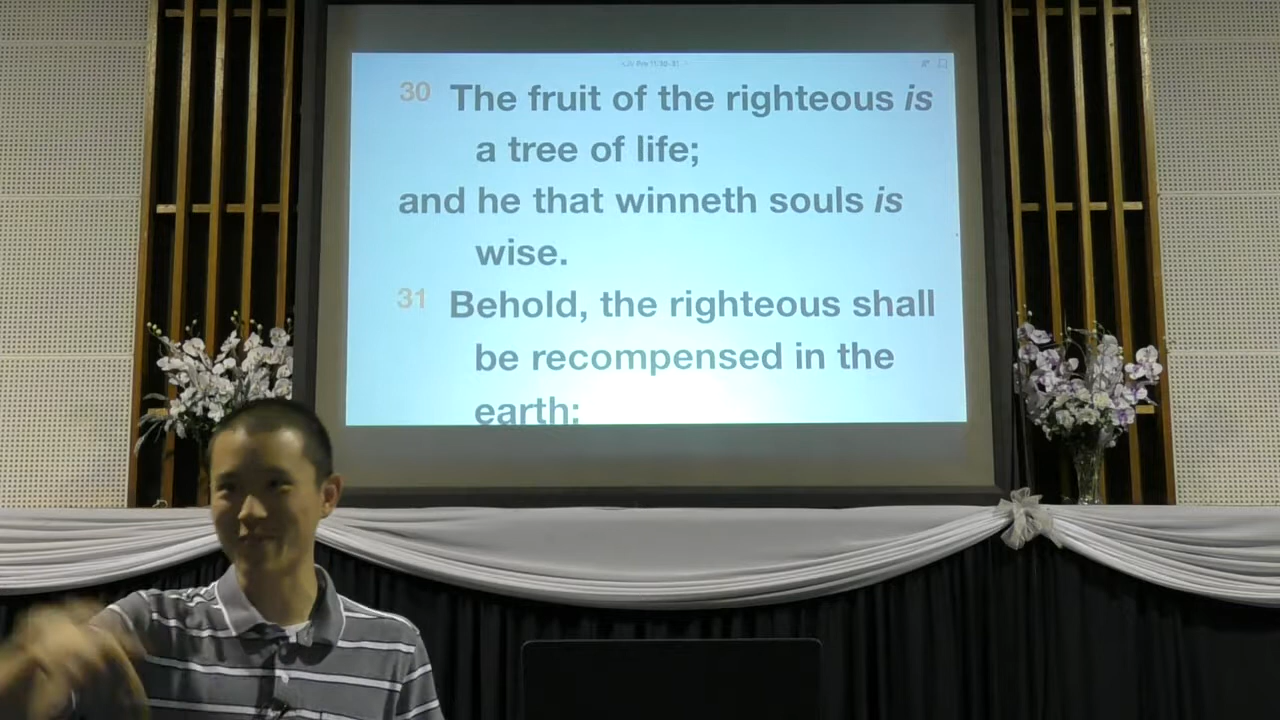 30 The fruit of the righteous is
a tree of life;
and he that winneth souls is
wise.
31 Behold, the righteous shall
be recompensed in the
earth: